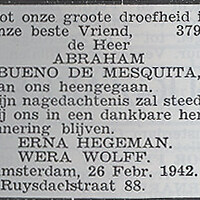 ot onze groote droefheid i
nze beste Vriend, 379
de Heer
ABRAHAM
BUENO DE MESQUITA,
an ons heengegaan.
ijn nagedachtenis zal steed
ij ons in een dankbare her
nnering blijven.
ERNA HEGEMAN.
WERA WOLFF.
msterdam, 26 Febr. 1942.
Ruysdaelstraat 88.